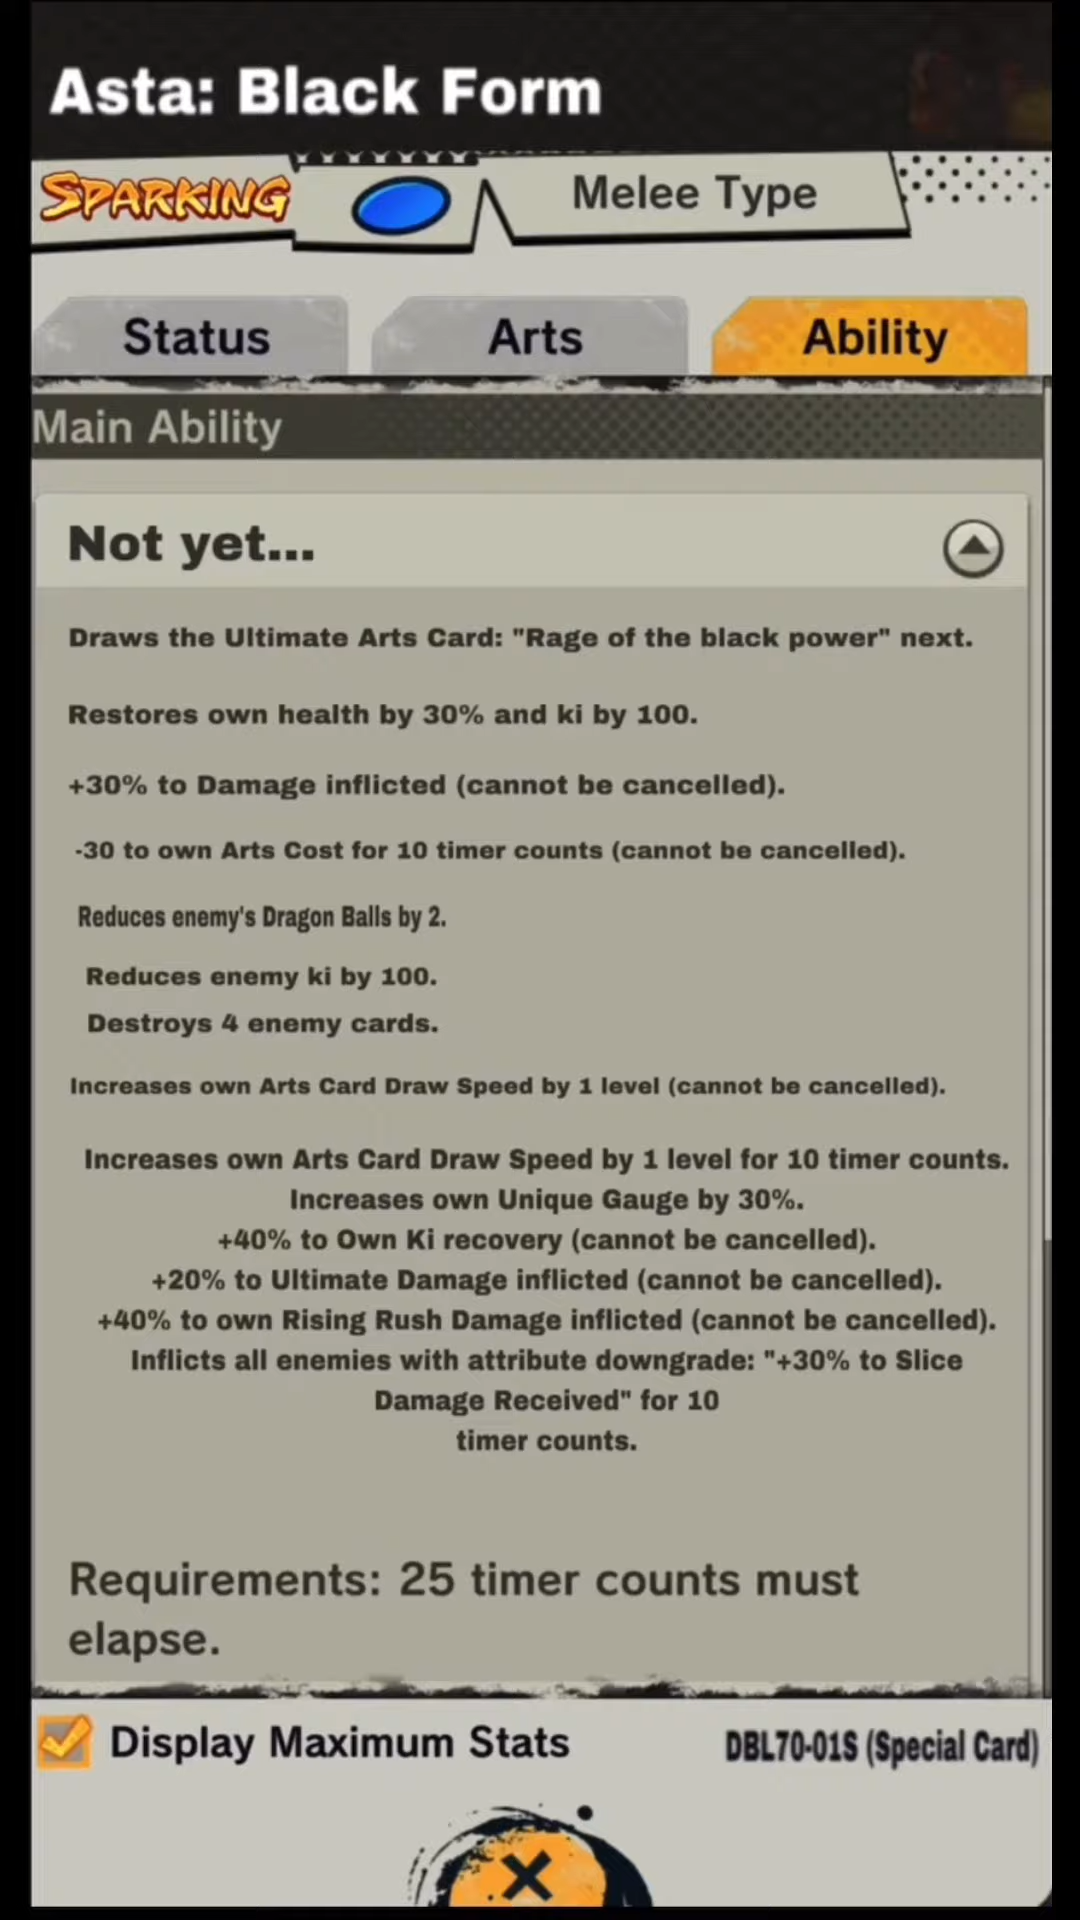 Asta: Black Form
SPARKING
Melee Type
Status
Arts
Ability
Main Ability
Not yet...
Draws the Ultimate Arts Card: "Rage of the black power" next.
Restores own health by 30% and ki by 100.
+30% to Damage inflicted (cannot be cancelled).
-30 to own Arts Cost for 10 timer counts (cannot be cancelled).
Reduces enemy's Dragon Balls by 2.
Reduces enemy ki by 100.
Destroys 4 enemy cards.
Increases own Arts Card Draw Speed by 1 level (cannot be cancelled).
Increases own Arts Card Draw Speed by 1 level for 10 timer counts.
Increases own Unique Gauge by 30%.
+40% to Own Ki recovery (cannot be cancelled).
+20% to Ultimate Damage inflicted (cannot be cancelled).
+40% to own Rising Rush Damage inflicted (cannot be cancelled).
Inflicts all enemies with attribute downgrade: "+30% to Slice
Damage Received" for 10
timer counts.
Requirements: 25 timer counts must
elapse.
Display Maximum Stats
DBL70-01S (Special Card)